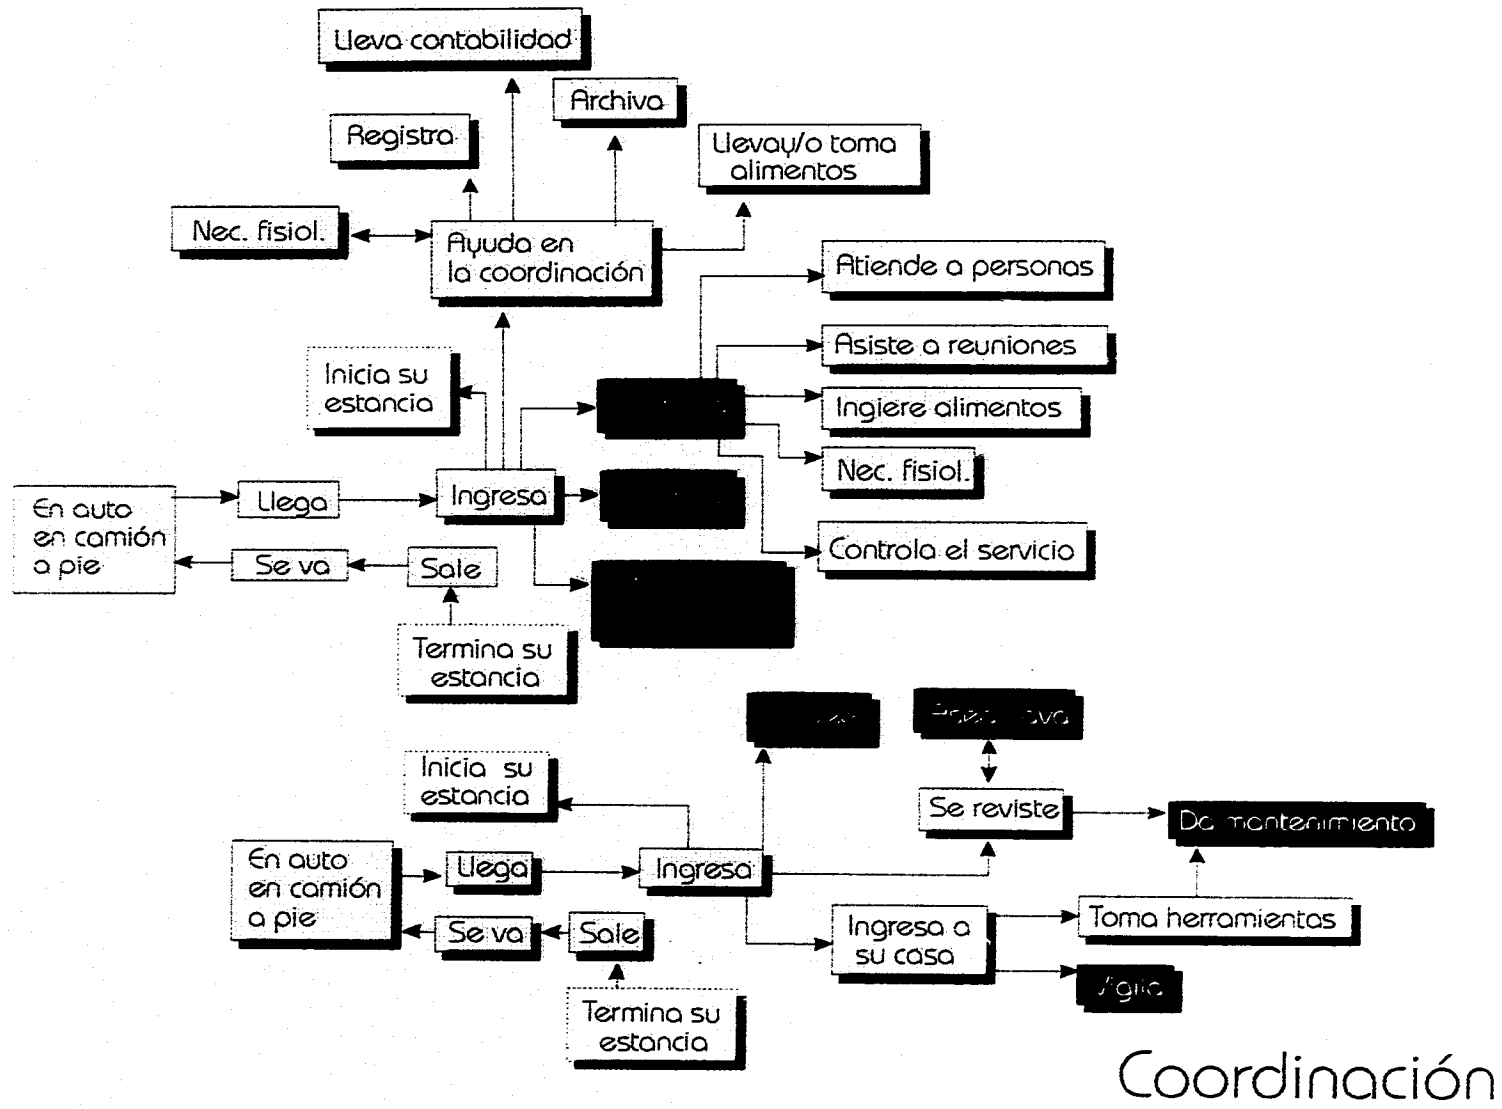 Lleva contabilidad
Archiva
Registra
Llevay/o toma
alimentos
Nec. fisiol.
Ayuda en
la coordinación
Atiende a personas
Asiste a reuniones
Inicia su
estancia
Ingiere alimentos
Nec. fisiol.
Llega
Ingresa
En auto
en camión
a pie
Controla el servicio
Se va
Sale
Termina su
estancia
Inicia su
estancia
Se reviste
Da mantenimiento
En auto
en camión
a pie
Llega
Ingresa
Toma herramientas
Ingresa a
su casa
Se va
Sale
Vigila
Termina su
estancia
Coordinación